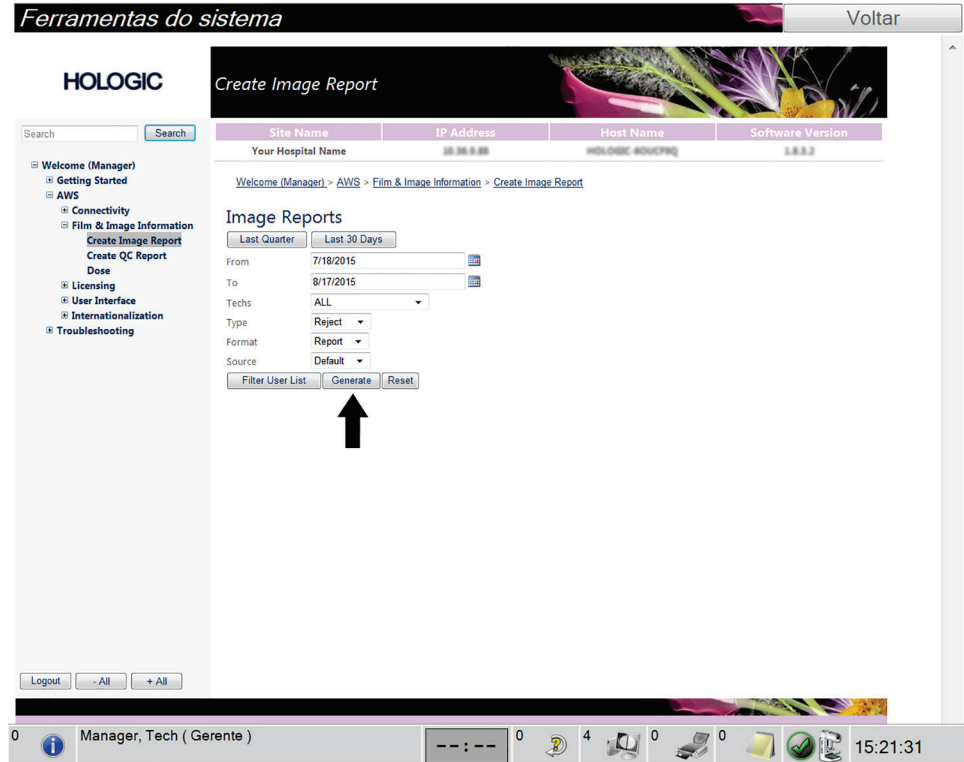 Ferramentas do sistema
Voltar
HOLOGIC
Create Image Report
Search
Search
Site Name IP Address Host Name Software Version
Your Hospital Name
Welcome (Manager)
Getting Started
AWS
Connectivity
Film & Image Information
Create Image Report
Create QC Report
Dose
Licensing
User Interface
Internationalization
Troubleshooting
Welcome (Manager) > AWS > Film & Image Information > Create Image Report
Image Reports
Last Quarter Last 30 Days
From 7/18/2015
To 8/17/2015
Techs ALL
Type Reject
Format Report
Source Default
Filter User List Generate Reset
Logout - All + All
0 Manager, Tech ( Gerente ) --:-- 0 4 0 0 15:21:31